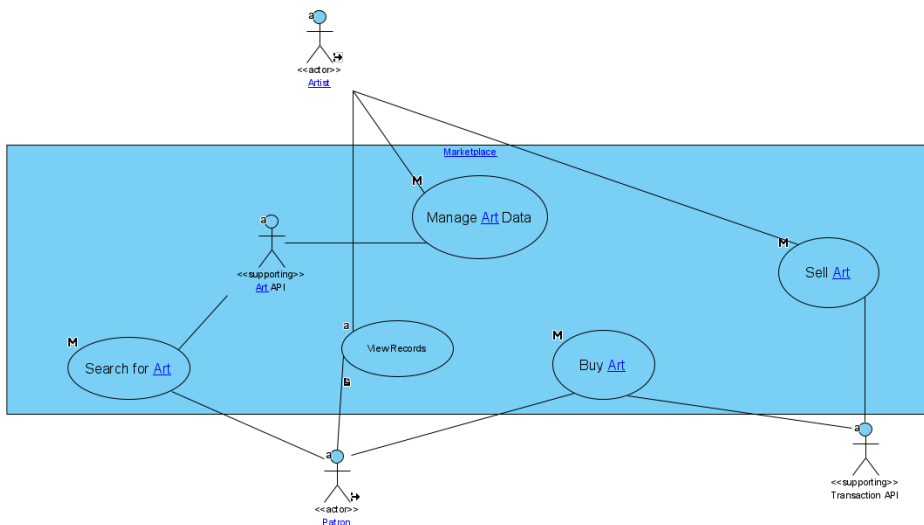 a
<<actor>>
Artist
Marketplace
M
Manage Art Data
a
<<supporting>>
Art API
M
Sell Art
a
View Records
M
Search for Art
M
Buy Art
a
<<actor>>
Patron
a
<<supporting>>
Transaction API